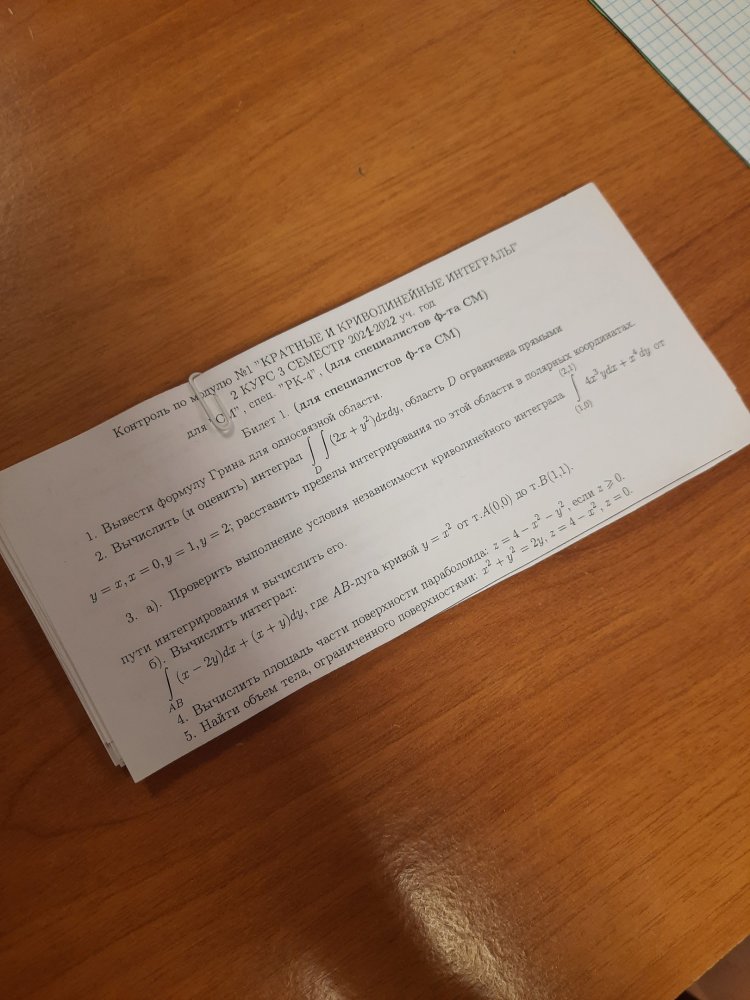 Контроль по модулю №1 "КРАТНЫЕ И КРИВОЛИНЕЙНЫЕ ИНТЕГРАЛЫ"
2 КУРС 3 СЕМЕСТР 2021-2022 уч. год
для "СМ", спец. "РК-4", (для специалистов ф-та СМ)
Билет 1. (для специалистов ф-та СМ)
1. Вывести формулу Грина для односвязной области.
2. Вычислить (и оценить) интеграл ∫∫_D (2x + y²)dxdy, область D ограничена прямыми
y = x, x = 0, y = 1, y = 2; расставить пределы интегрирования по этой области в полярных координатах.
3. а). Проверить выполнение условия независимости криволинейного интеграла ∫_(1,0)^(2,1) 4x³ydx + x⁴dy от
пути интегрирования и вычислить его.
б). Вычислить интеграл:
∫_AB (x − 2y)dx + (x + y)dy, где AB-дуга кривой y = x² от т.A(0,0) до т.B(1,1).
4. Вычислить площадь части поверхности параболоида: z = 4 − x² − y², если z ⩾ 0.
5. Найти объем тела, ограниченного поверхностями: x² + y² = 2y, z = 4 − x², z = 0.